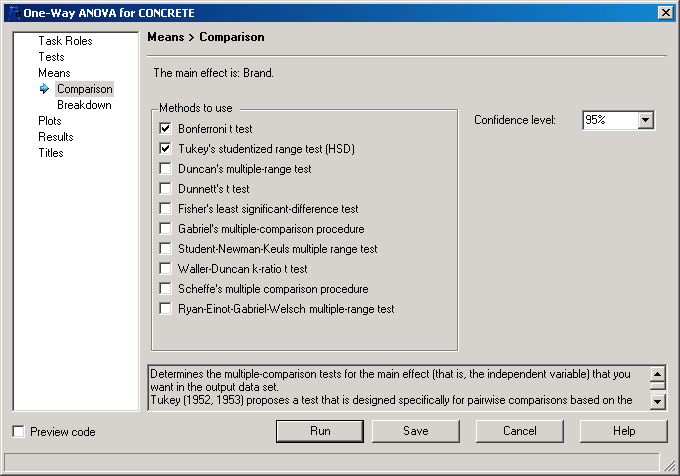 One-Way ANOVA for CONCRETE
Task Roles
Tests
Means
Comparison
Breakdown
Plots
Results
Titles
Means > Comparison
The main effect is: Brand.
Methods to use
Bonferroni t test
Tukey's studentized range test (HSD)
Duncan's multiple-range test
Dunnett's t test
Fisher's least significant-difference test
Gabriel's multiple-comparison procedure
Student-Newman-Keuls multiple range test
Waller-Duncan k-ratio t test
Scheffe's multiple comparison procedure
Ryan-Einot-Gabriel-Welsch multiple-range test
Confidence level: 95%
Determines the multiple-comparison tests for the main effect (that is, the independent variable) that you
want in the output data set.
Tukey (1952, 1953) proposes a test that is designed specifically for pairwise comparisons based on the
Preview code
Run
Save
Cancel
Help